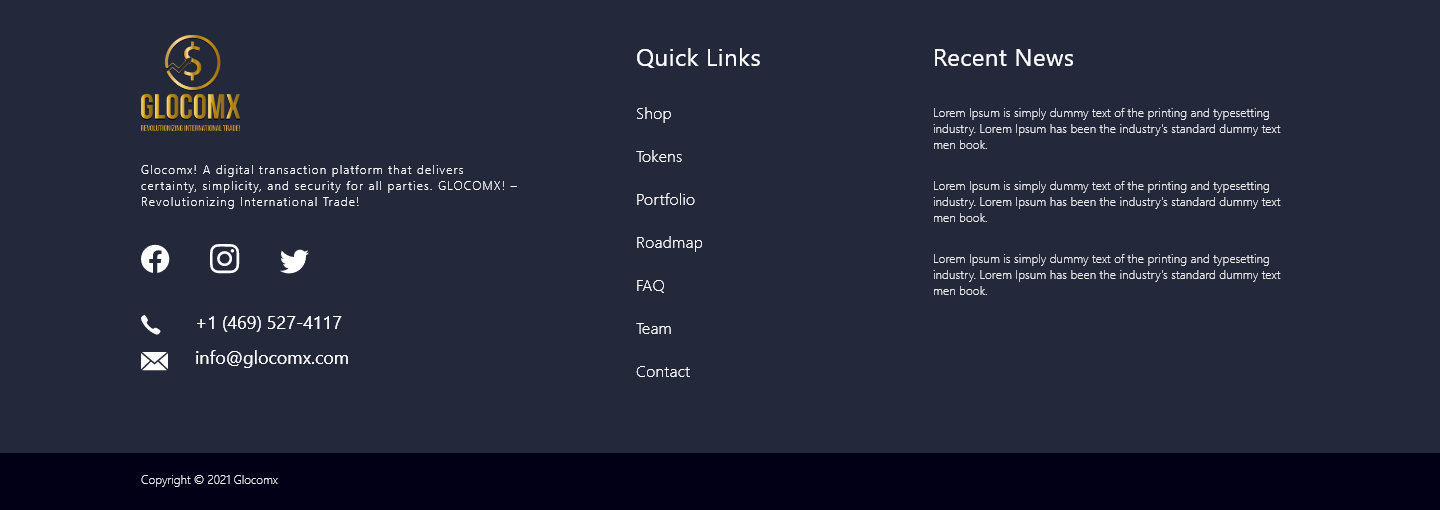 GLOCOMX
REVOLUTIONIZING INTERNATIONAL TRADE!
Glocomx! A digital transaction platform that delivers
certainty, simplicity, and security for all parties. GLOCOMX! –
Revolutionizing International Trade!
+1 (469) 527-4117
info@glocomx.com
Quick Links
Shop
Tokens
Portfolio
Roadmap
FAQ
Team
Contact
Recent News
Lorem Ipsum is simply dummy text of the printing and typesetting
industry. Lorem Ipsum has been the industry's standard dummy text
men book.
Lorem Ipsum is simply dummy text of the printing and typesetting
industry. Lorem Ipsum has been the industry's standard dummy text
men book.
Lorem Ipsum is simply dummy text of the printing and typesetting
industry. Lorem Ipsum has been the industry's standard dummy text
men book.
Copyright © 2021 Glocomx